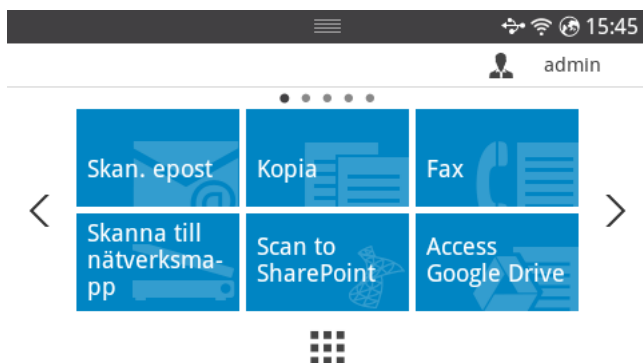 15:45
admin
Skan. epost
Kopia
Fax
Skanna till
nätverksma-
pp
Scan to
SharePoint
Access
Google Drive